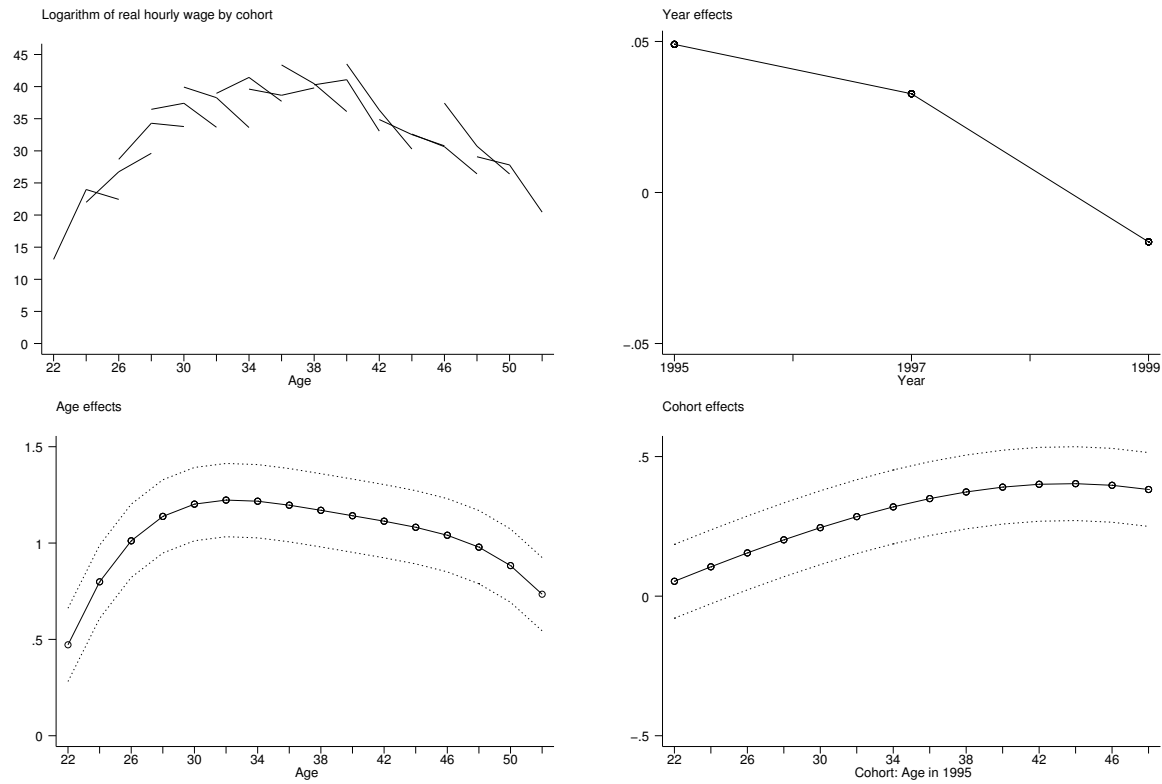 Logarithm of real hourly wage by cohort
45
40
35
30
25
20
15
10
5
0
22 26 30 34 38 42 46 50
Age
Year effects
.05
0
−.05
1995 1997 1999
Year
Age effects
1.5
1
.5
0
22 26 30 34 38 42 46 50
Age
Cohort effects
.5
0
−.5
22 26 30 34 38 42 46
Cohort: Age in 1995